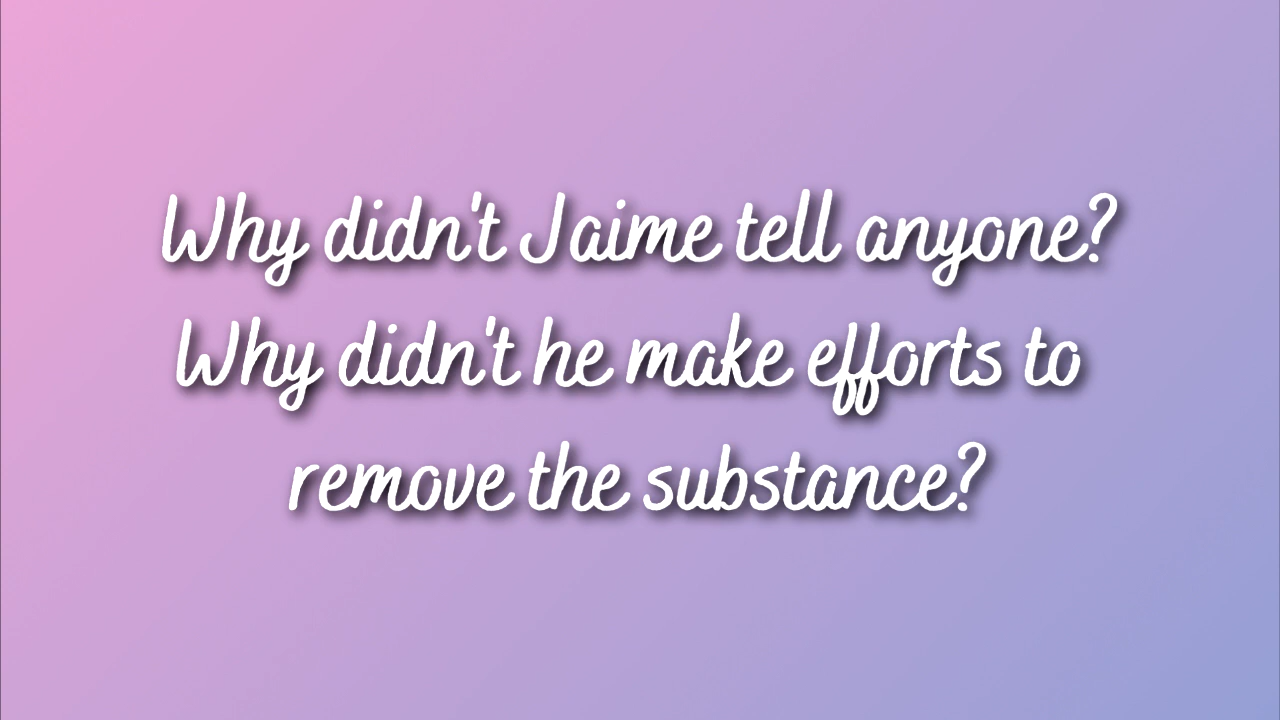 Why didn't Jaime tell anyone?
Why didn't he make efforts to
remove the substance?